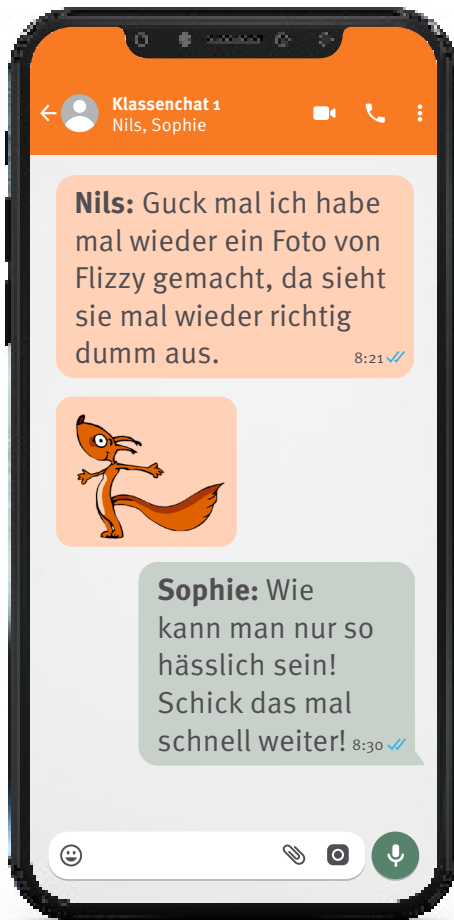 Klassenchat 1
Nils, Sophie
Nils: Guck mal ich habe
mal wieder ein Foto von
Flizzy gemacht, da sieht
sie mal wieder richtig
dumm aus.
8:21
Sophie: Wie
kann man nur so
hässlich sein!
Schick das mal
schnell weiter!
8:30